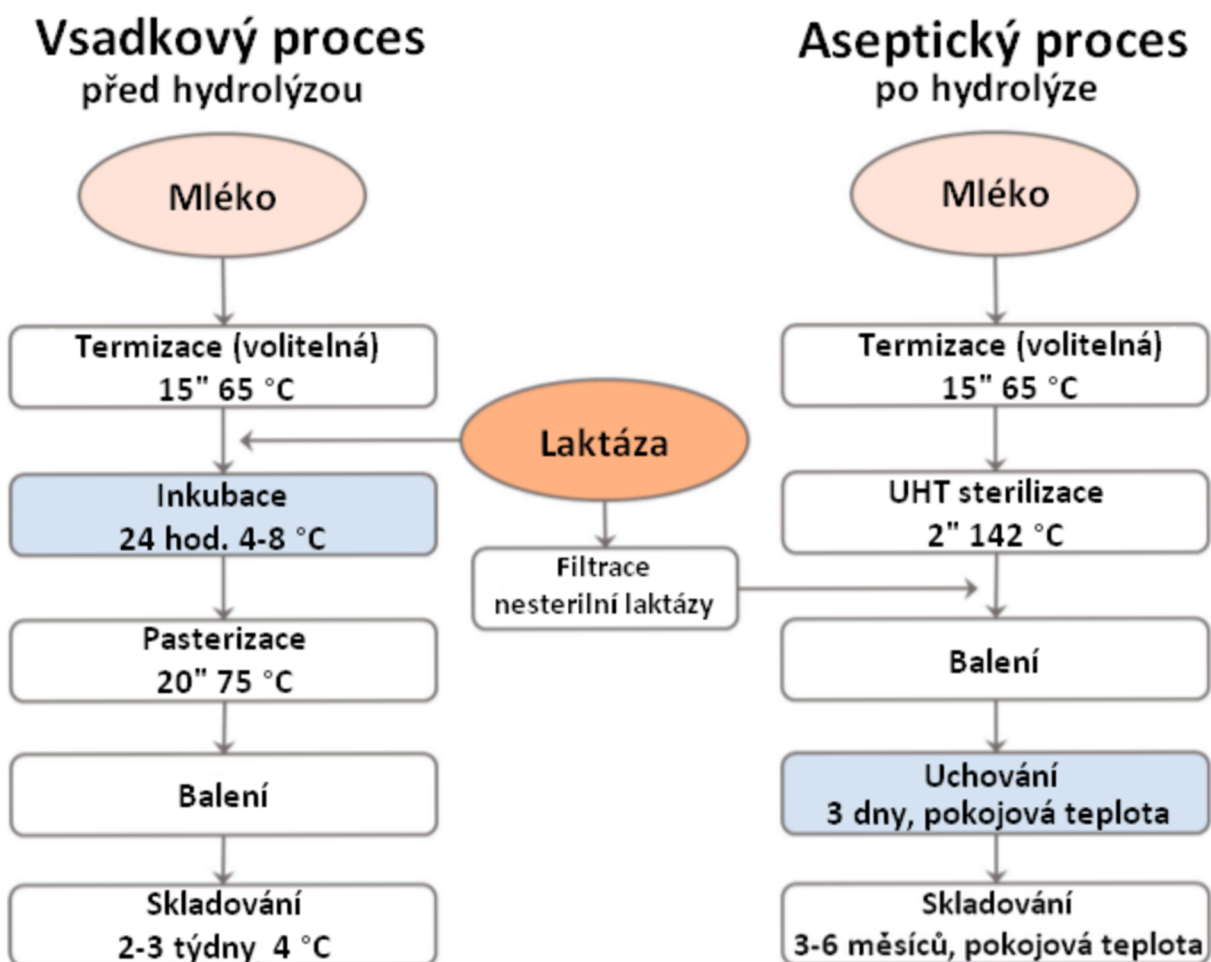 Vsadkový proces
před hydrolýzou
Mléko
Termizace (volitelná)
15" 65 °C
Inkubace
24 hod. 4-8 °C
Pasterizace
20" 75 °C
Balení
Skladování
2-3 týdny 4 °C
Laktáza
Filtrace
nesterilní laktázy
Aseptický proces
po hydrolýze
Mléko
Termizace (volitelná)
15" 65 °C
UHT sterilizace
2" 142 °C
Balení
Uchování
3 dny, pokojová teplota
Skladování
3-6 měsíců, pokojová teplota